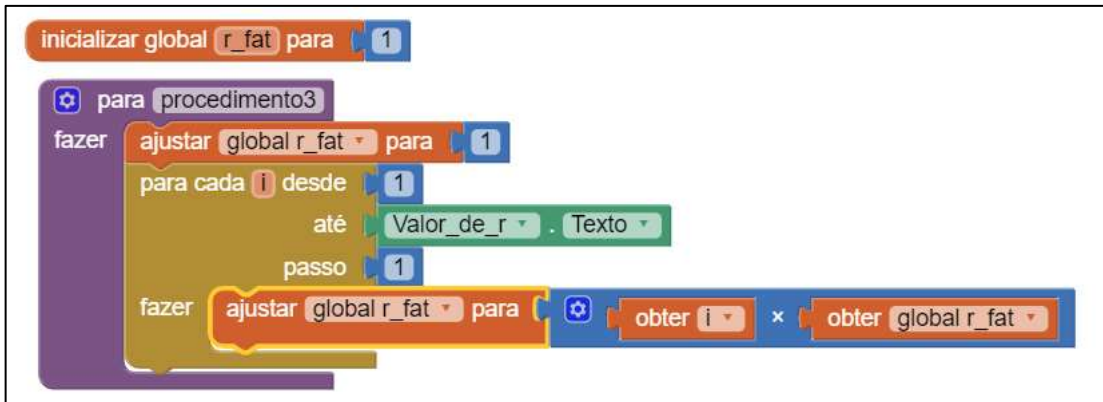 inicializar global r_fat para 1
para procedimento3
fazer ajustar global r_fat para 1
para cada i desde 1
até Valor_de_r . Texto
passo 1
fazer ajustar global r_fat para obter i × obter global r_fat